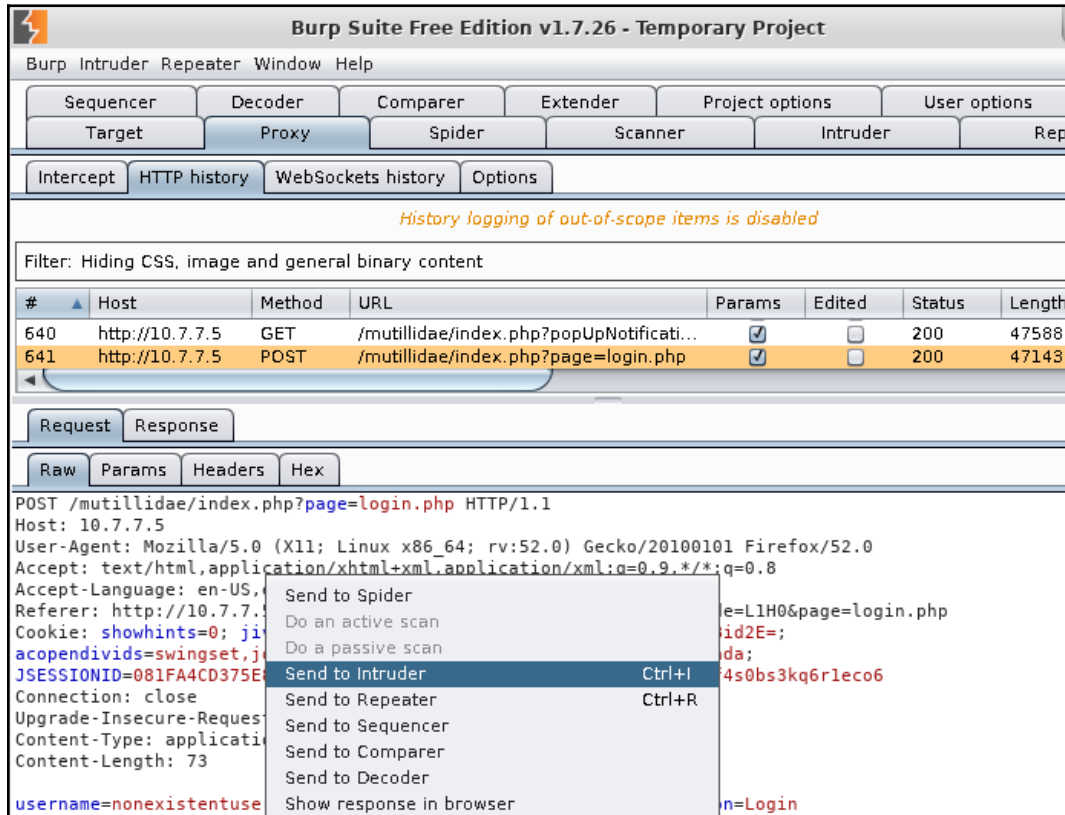 Burp Suite Free Edition v1.7.26 - Temporary Project
Burp Intruder Repeater Window Help
Sequencer Decoder Comparer Extender Project options User options
Target Proxy Spider Scanner Intruder Rep
Intercept HTTP history WebSockets history Options
History logging of out-of-scope items is disabled
Filter: Hiding CSS, image and general binary content
# Host Method URL Params Edited Status Length
640 http://10.7.7.5 GET /mutillidae/index.php?popUpNotificati... 200 47588
641 http://10.7.7.5 POST /mutillidae/index.php?page=login.php 200 47143
Request Response
Raw Params Headers Hex
POST /mutillidae/index.php?page=login.php HTTP/1.1
Host: 10.7.7.5
User-Agent: Mozilla/5.0 (X11; Linux x86_64; rv:52.0) Gecko/20100101 Firefox/52.0
Accept: text/html,application/xhtml+xml,application/xml;q=0.9,*/*;q=0.8
Accept-Language: en-US,
Referer: http://10.7.7. de=L1H0&page=login.php
Cookie: showhints=0; ji id2E=;
acopendivids=swingset,j da;
JSESSIONID=081FA4CD375E f4s0bs3kq6r1eco6
Connection: close
Upgrade-Insecure-Reques
Content-Type: applicati
Content-Length: 73
username=nonexistentuse n=Login
Send to Spider
Do an active scan
Do a passive scan
Send to Intruder Ctrl+I
Send to Repeater Ctrl+R
Send to Sequencer
Send to Comparer
Send to Decoder
Show response in browser